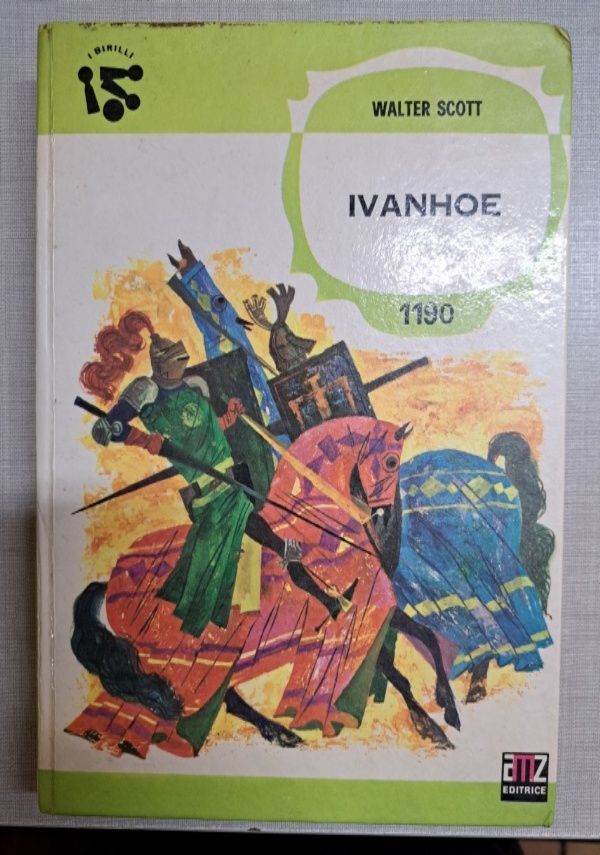 I BIRILLI
WALTER SCOTT
IVANHOE
1190
amz
EDITRICE